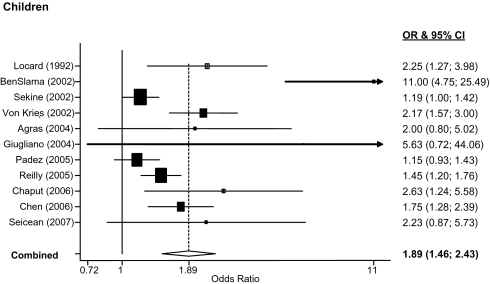 Children
OR & 95% CI
Locard (1992) 2.25 (1.27; 3.98)
BenSlama (2002) 11.00 (4.75; 25.49)
Sekine (2002) 1.19 (1.00; 1.42)
Von Kries (2002) 2.17 (1.57; 3.00)
Agras (2004) 2.00 (0.80; 5.02)
Giugliano (2004) 5.63 (0.72; 44.06)
Padez (2005) 1.15 (0.93; 1.43)
Reilly (2005) 1.45 (1.20; 1.76)
Chaput (2006) 2.63 (1.24; 5.58)
Chen (2006) 1.75 (1.28; 2.39)
Seicean (2007) 2.23 (0.87; 5.73)
Combined 1.89 (1.46; 2.43)
0.72 1 1.89 11
Odds Ratio